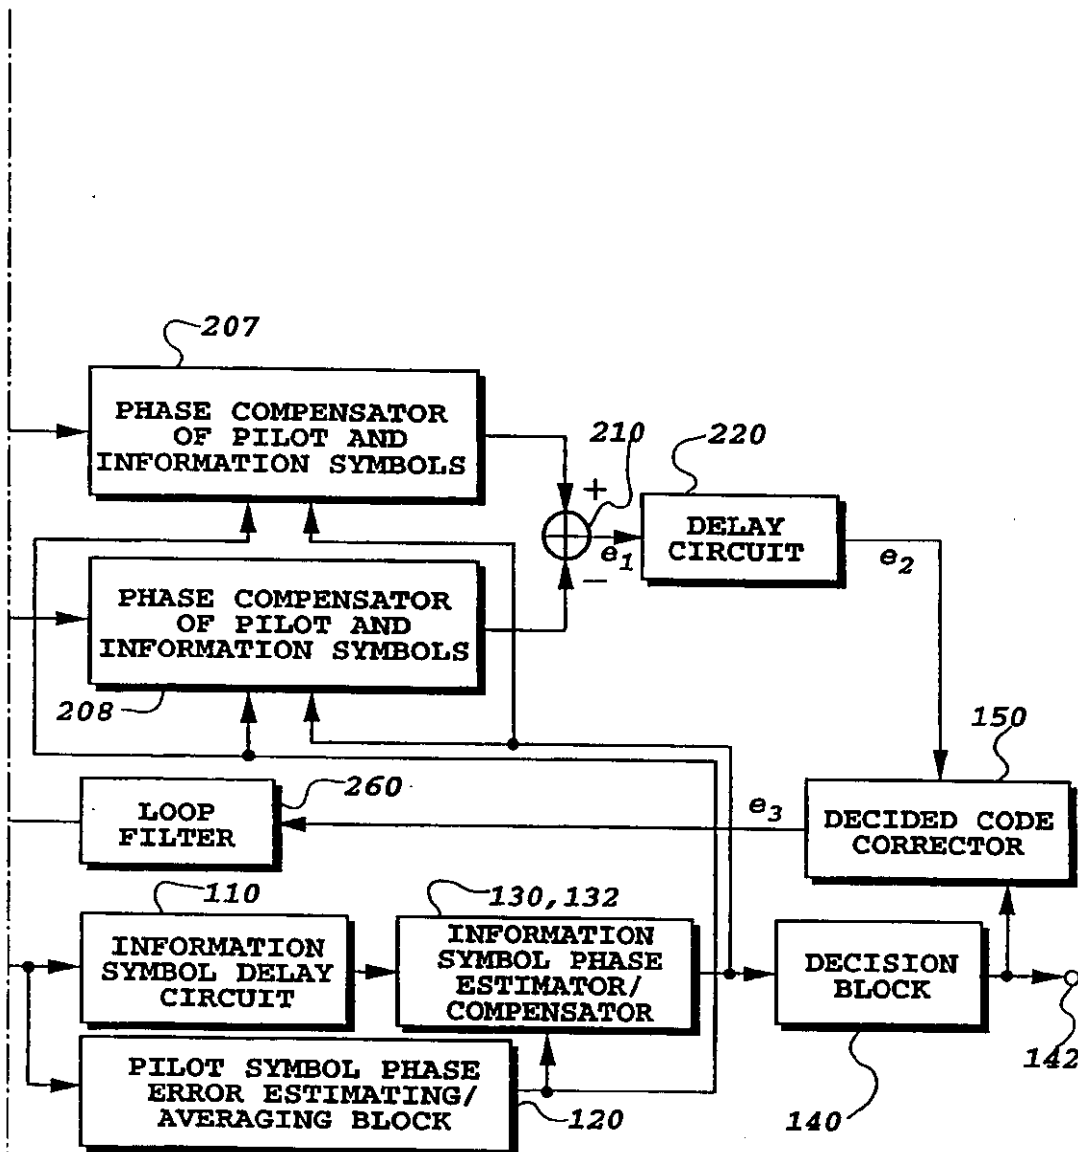 207
PHASE COMPENSATOR
OF PILOT AND
INFORMATION SYMBOLS
210
220
+
e1
−
DELAY
CIRCUIT
e2
PHASE COMPENSATOR
OF PILOT AND
INFORMATION SYMBOLS
208
150
260
LOOP
FILTER
e3
DECIDED CODE
CORRECTOR
110
130,132
INFORMATION
SYMBOL DELAY
CIRCUIT
INFORMATION
SYMBOL PHASE
ESTIMATOR/
COMPENSATOR
DECISION
BLOCK
142
PILOT SYMBOL PHASE
ERROR ESTIMATING/
AVERAGING BLOCK
120
140